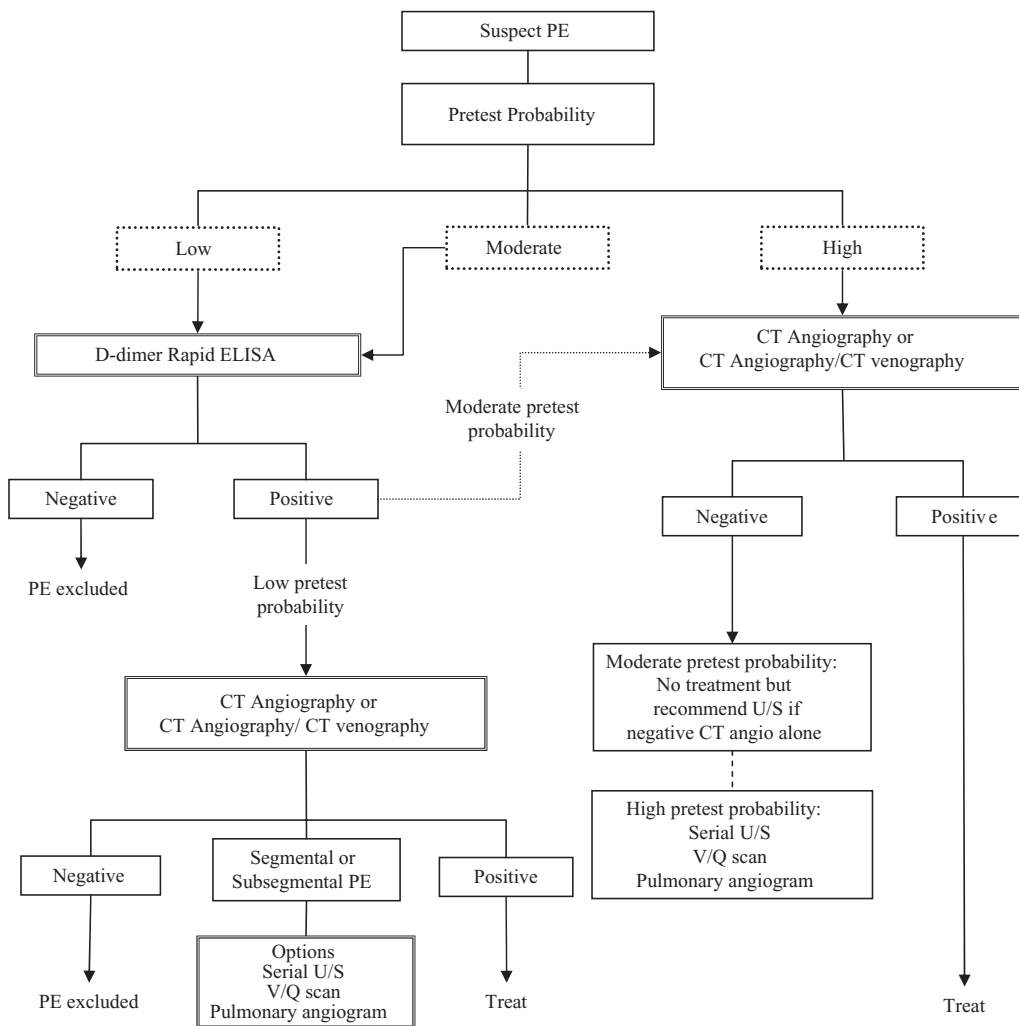 Suspect PE
Pretest Probability
Low
Moderate
High
D-dimer Rapid ELISA
CT Angiography or
CT Angiography/CT venography
Moderate pretest
probability
Negative
Positive
Negative
Positive
PE excluded
Low pretest
probability
Moderate pretest probability:
No treatment but
recommend U/S if
negative CT angio alone
CT Angiography or
CT Angiography/ CT venography
High pretest probability:
Serial U/S
V/Q scan
Pulmonary angiogram
Negative
Segmental or
Subsegmental PE
Positive
Options
Serial U/S
V/Q scan
Pulmonary angiogram
PE excluded
Treat
Treat